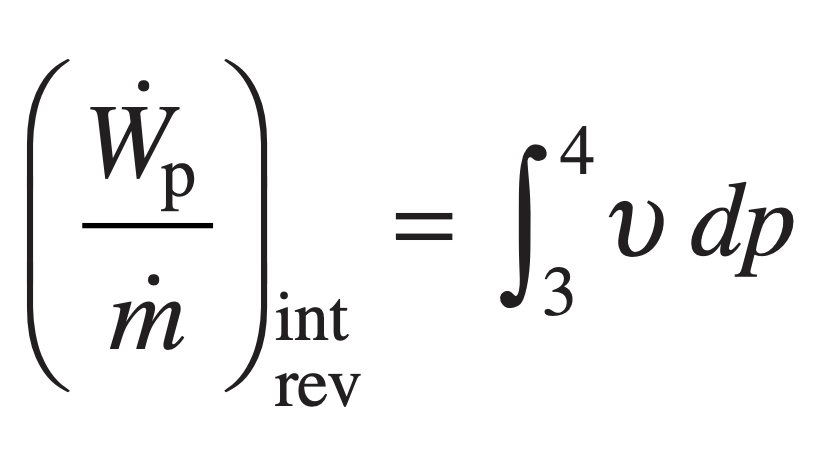 (Ẇp / ṁ) int rev = ∫₃⁴ υ dp